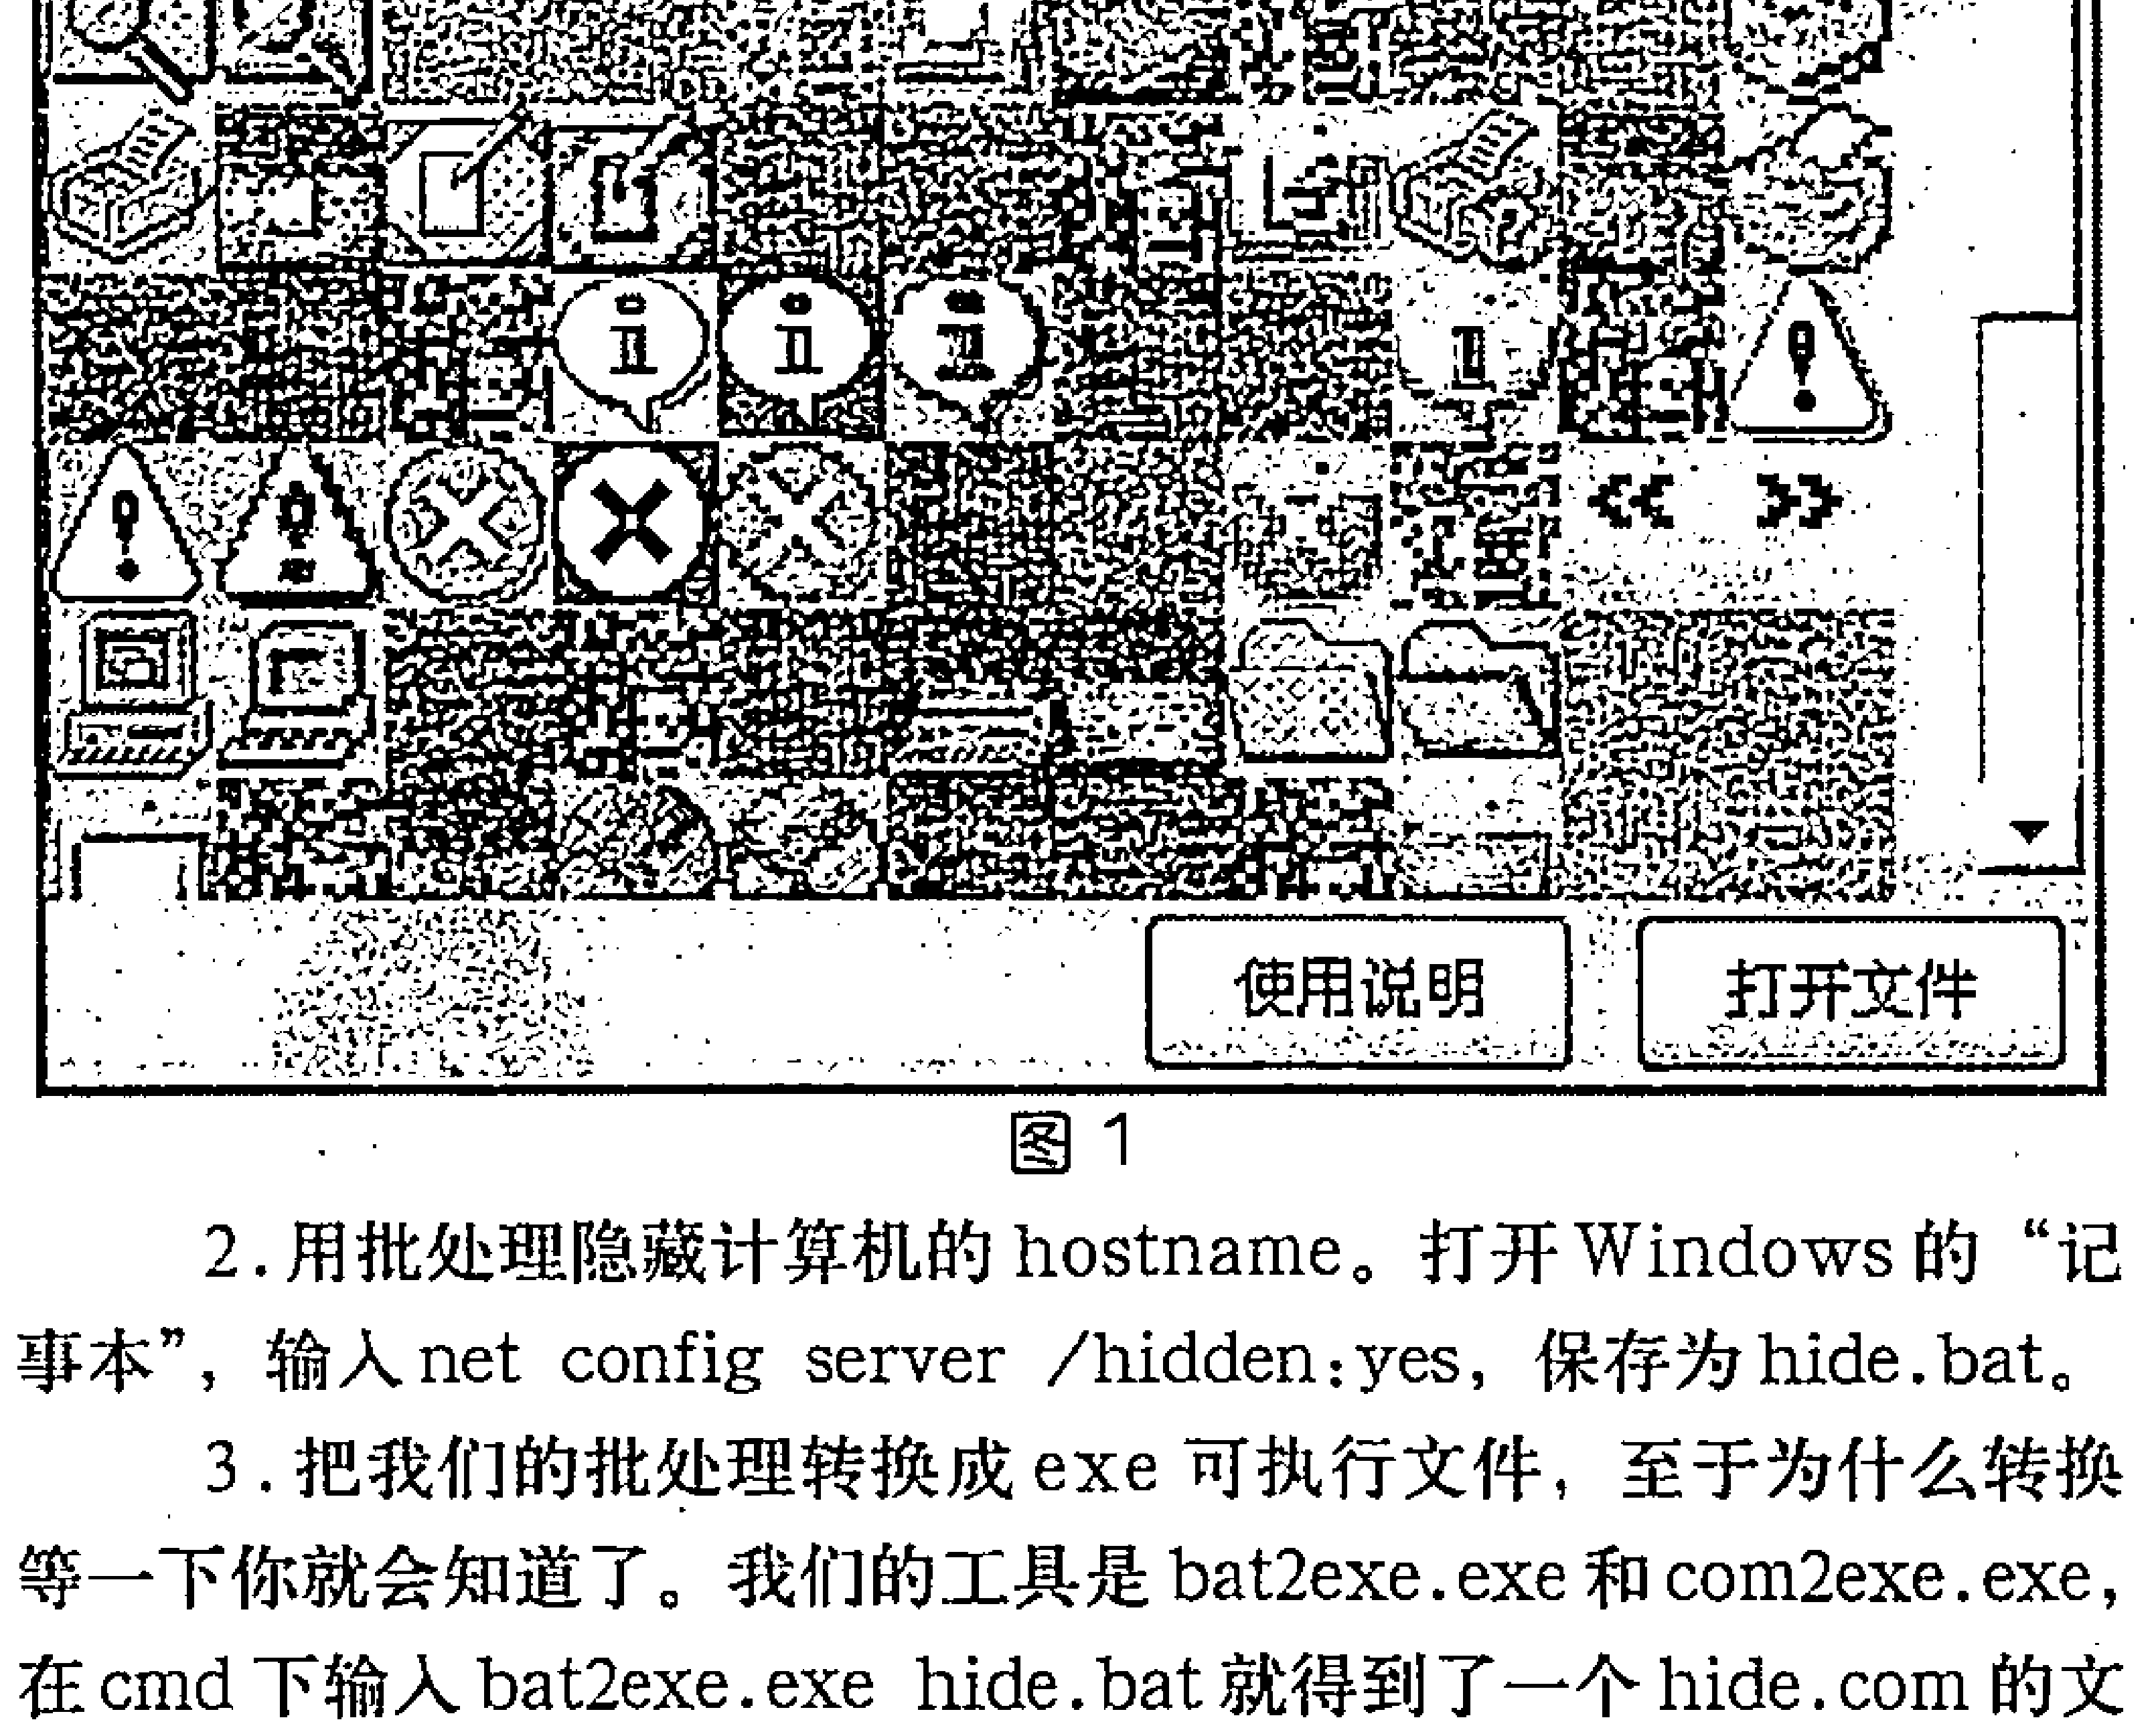 使用说明 打开文件
图 1
2.用批处理隐藏计算机的 hostname。打开 Windows 的“记
事本”，输入 net config server /hidden:yes，保存为 hide.bat。
3.把我们的批处理转换成 exe 可执行文件，至于为什么转换
等一下你就会知道了。我们的工具是 bat2exe.exe 和 com2exe.exe，
在 cmd 下输入 bat2exe.exe hide.bat 就得到了一个 hide.com 的文